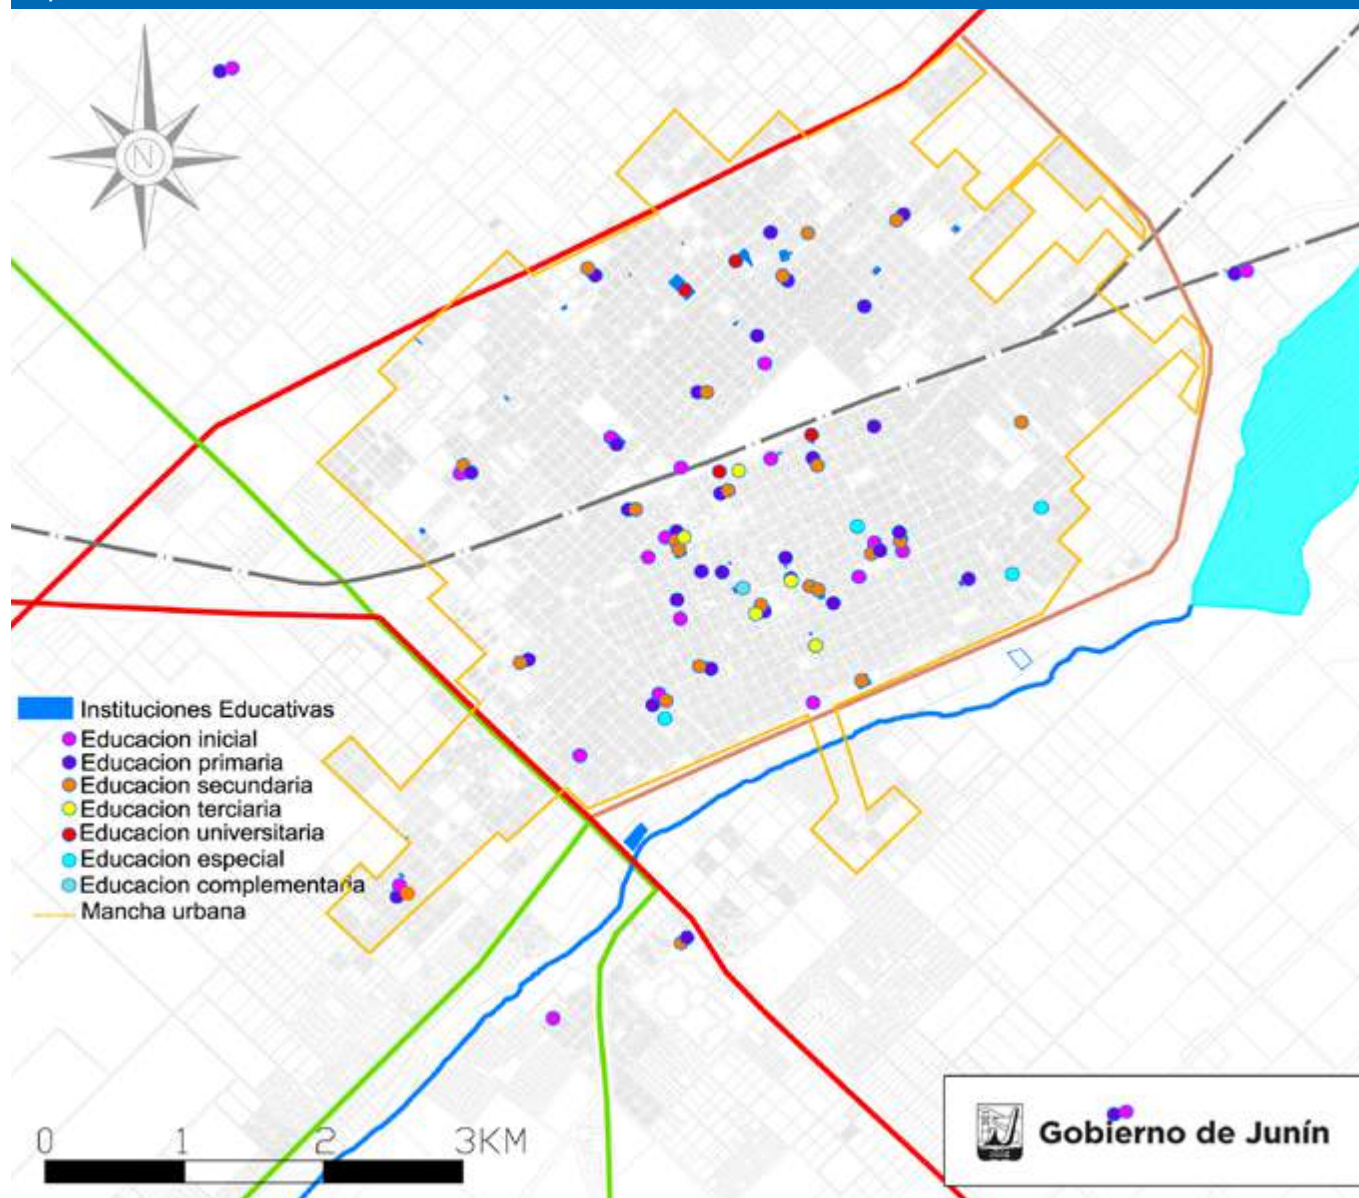 N
Instituciones Educativas
Educacion inicial
Educacion primaria
Educacion secundaria
Educacion terciaria
Educacion universitaria
Educacion especial
Educacion complementaria
Mancha urbana
0 1 2 3KM
Gobierno de Junín